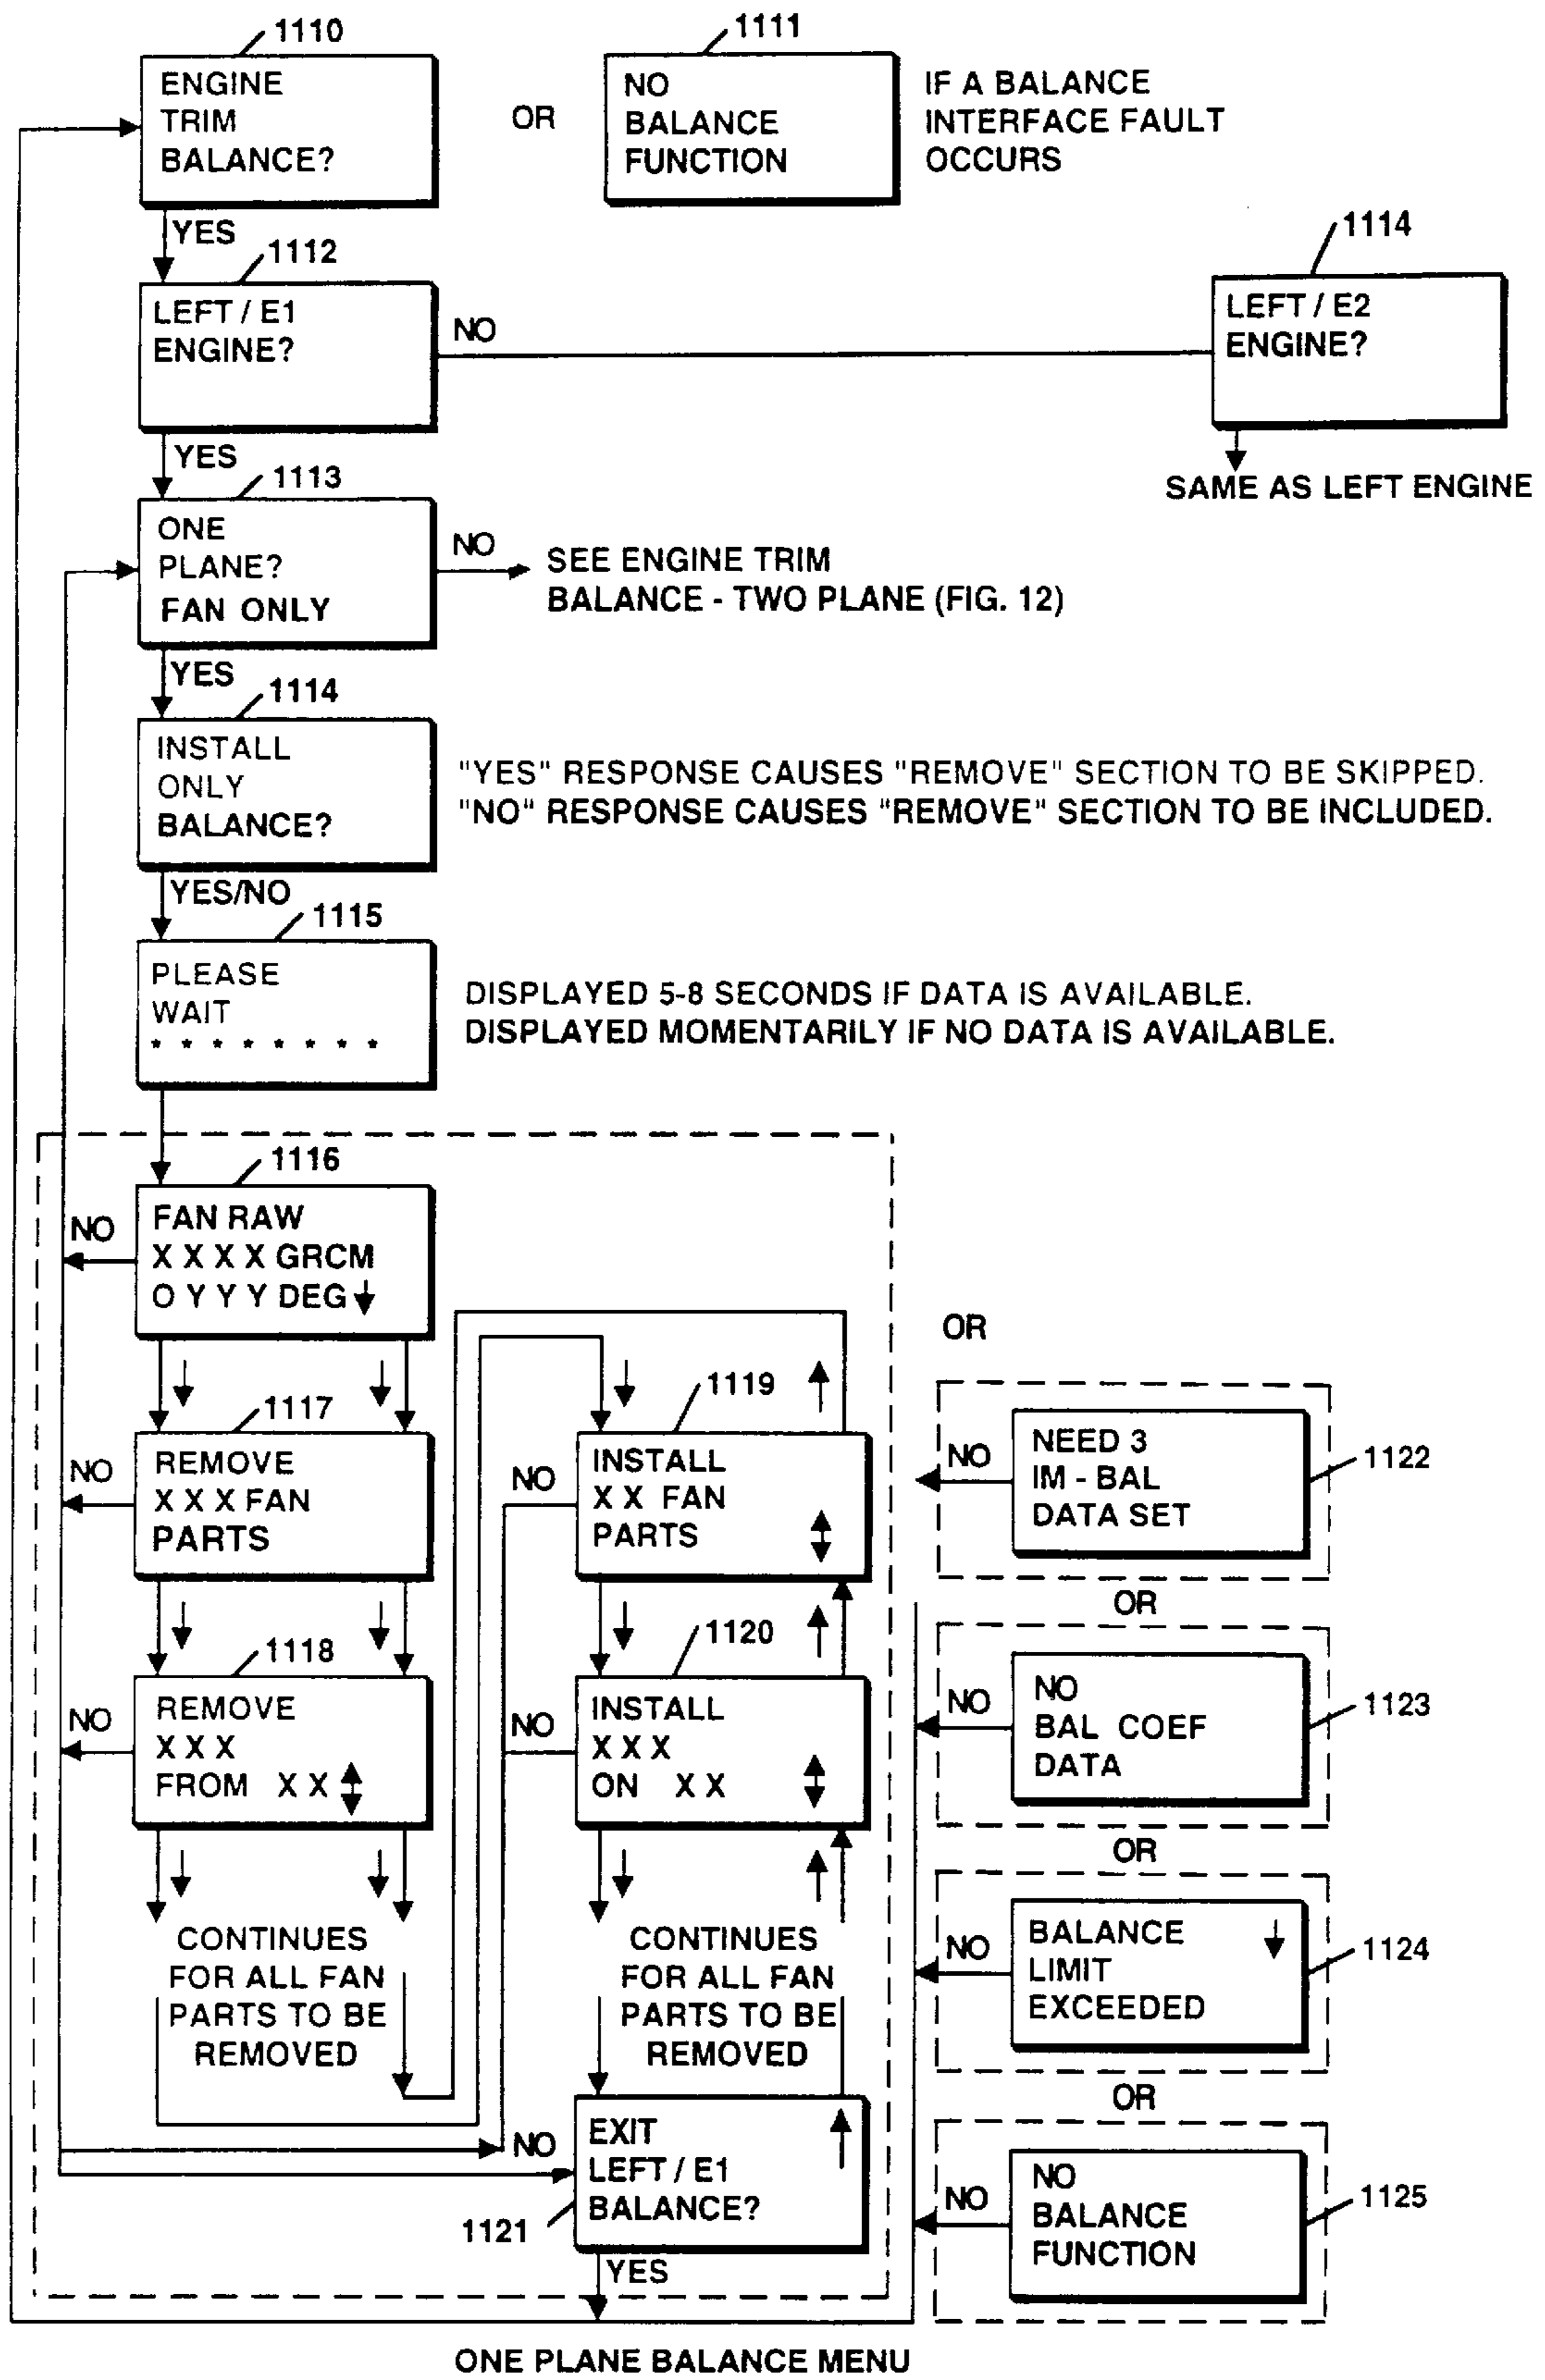 1110
ENGINE
TRIM
BALANCE?
OR
1111
NO
BALANCE
FUNCTION
IF A BALANCE
INTERFACE FAULT
OCCURS
YES
1112
LEFT / E1
ENGINE?
NO
1114
LEFT / E2
ENGINE?
SAME AS LEFT ENGINE
YES
1113
ONE
PLANE?
FAN ONLY
NO
SEE ENGINE TRIM
BALANCE - TWO PLANE (FIG. 12)
YES
1114
INSTALL
ONLY
BALANCE?
"YES" RESPONSE CAUSES "REMOVE" SECTION TO BE SKIPPED.
"NO" RESPONSE CAUSES "REMOVE" SECTION TO BE INCLUDED.
YES/NO
1115
PLEASE
WAIT
* * * * * * * *
DISPLAYED 5-8 SECONDS IF DATA IS AVAILABLE.
DISPLAYED MOMENTARILY IF NO DATA IS AVAILABLE.
1116
FAN RAW
X X X X GRCM
O Y Y Y DEG ↓
NO
1117
REMOVE
X X X FAN
PARTS
NO
1118
REMOVE
X X X
FROM X X
NO
CONTINUES
FOR ALL FAN
PARTS TO BE
REMOVED
1119
INSTALL
X X FAN
PARTS
NO
1120
INSTALL
X X X
ON X X
NO
CONTINUES
FOR ALL FAN
PARTS TO BE
REMOVED
NO
EXIT
LEFT / E1
BALANCE?
1121
YES
OR
NO
NEED 3
IM - BAL
DATA SET
1122
OR
NO
NO
BAL COEF
DATA
1123
OR
NO
BALANCE
LIMIT
EXCEEDED
1124
OR
NO
NO
BALANCE
FUNCTION
1125
ONE PLANE BALANCE MENU